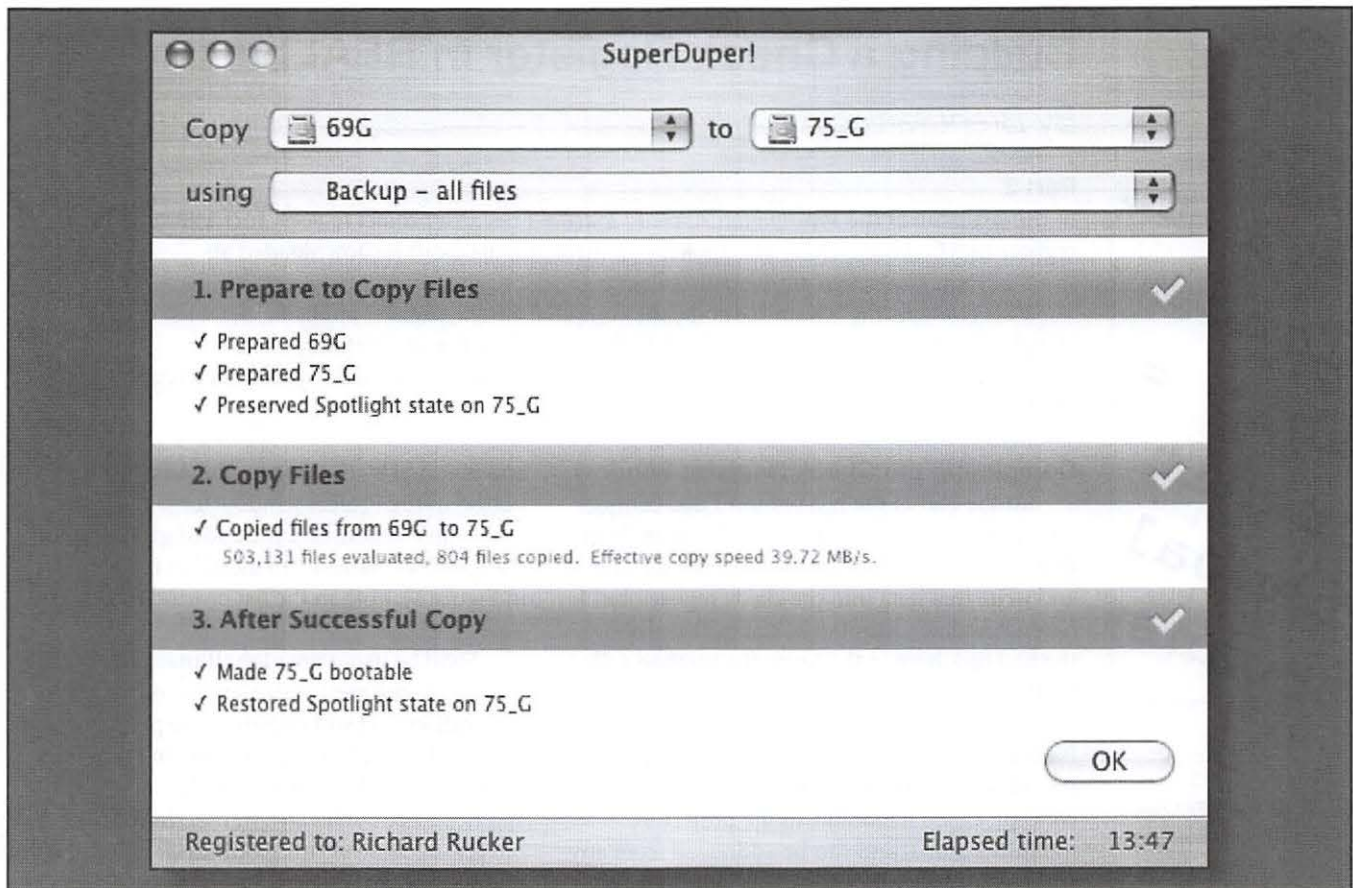 SuperDuper!
Copy 69G to 75_G
using Backup – all files
1. Prepare to Copy Files
✓ Prepared 69G
✓ Prepared 75_G
✓ Preserved Spotlight state on 75_G
2. Copy Files
✓ Copied files from 69G to 75_G
503,131 files evaluated, 804 files copied. Effective copy speed 39.72 MB/s.
3. After Successful Copy
✓ Made 75_G bootable
✓ Restored Spotlight state on 75_G
OK
Registered to: Richard Rucker Elapsed time: 13:47